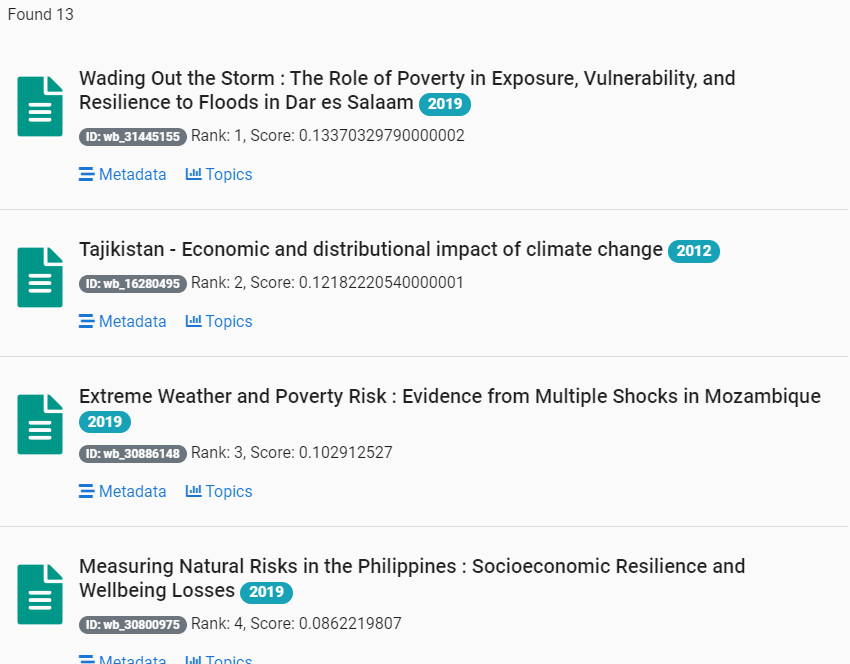 Found 13
Wading Out the Storm : The Role of Poverty in Exposure, Vulnerability, and
Resilience to Floods in Dar es Salaam 2019
ID: wb_31445155 Rank: 1, Score: 0.13370329790000002
Metadata Topics
Tajikistan - Economic and distributional impact of climate change 2012
ID: wb_16280495 Rank: 2, Score: 0.12182220540000001
Metadata Topics
Extreme Weather and Poverty Risk : Evidence from Multiple Shocks in Mozambique
2019
ID: wb_30886148 Rank: 3, Score: 0.102912527
Metadata Topics
Measuring Natural Risks in the Philippines : Socioeconomic Resilience and
Wellbeing Losses 2019
ID: wb_30800975 Rank: 4, Score: 0.0862219807
Metadata Topics